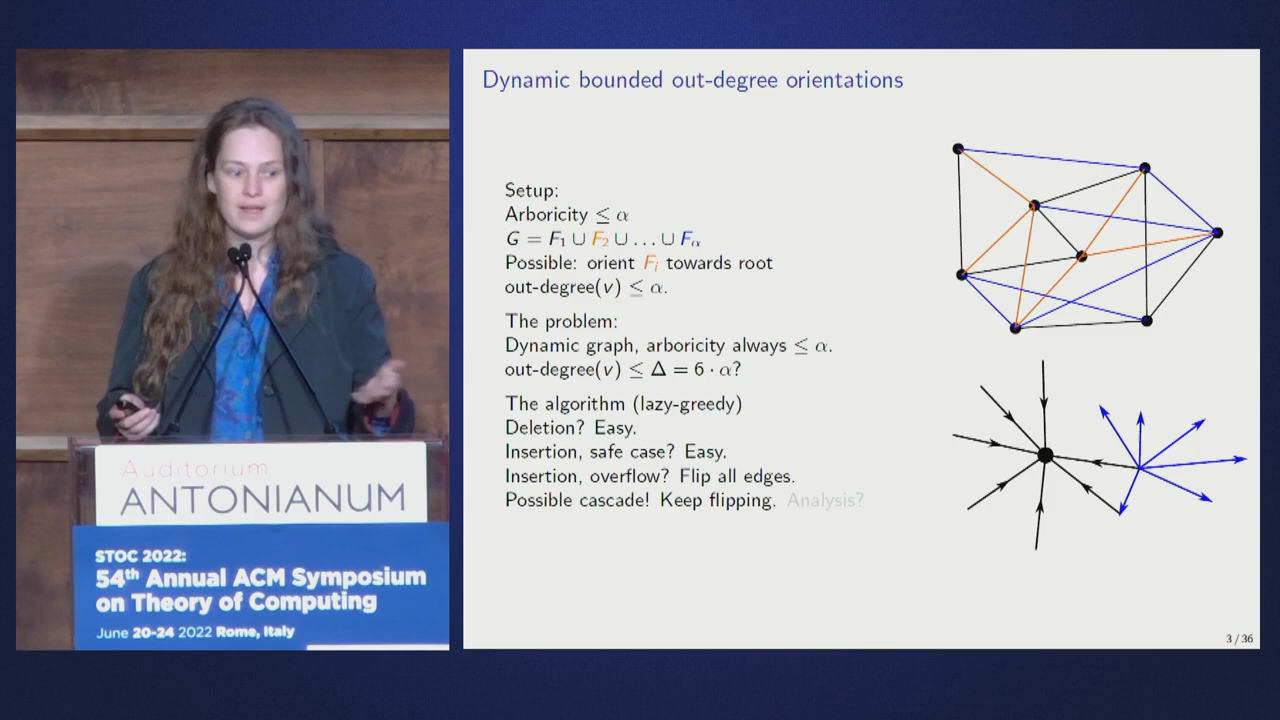 Auditorium
ANTONIANUM
STOC 2022:
54th Annual ACM Symposium
on Theory of Computing
June 20-24 2022 Rome, Italy
Dynamic bounded out-degree orientations
Setup:
Arboricity ≤ α
G = F₁ ∪ F₂ ∪ … ∪ Fα
Possible: orient Fᵢ towards root
out-degree(v) ≤ α.
The problem:
Dynamic graph, arboricity always ≤ α.
out-degree(v) ≤ Δ = 6 · α?
The algorithm (lazy-greedy)
Deletion? Easy.
Insertion, safe case? Easy.
Insertion, overflow? Flip all edges.
Possible cascade! Keep flipping. Analysis?
3 / 36